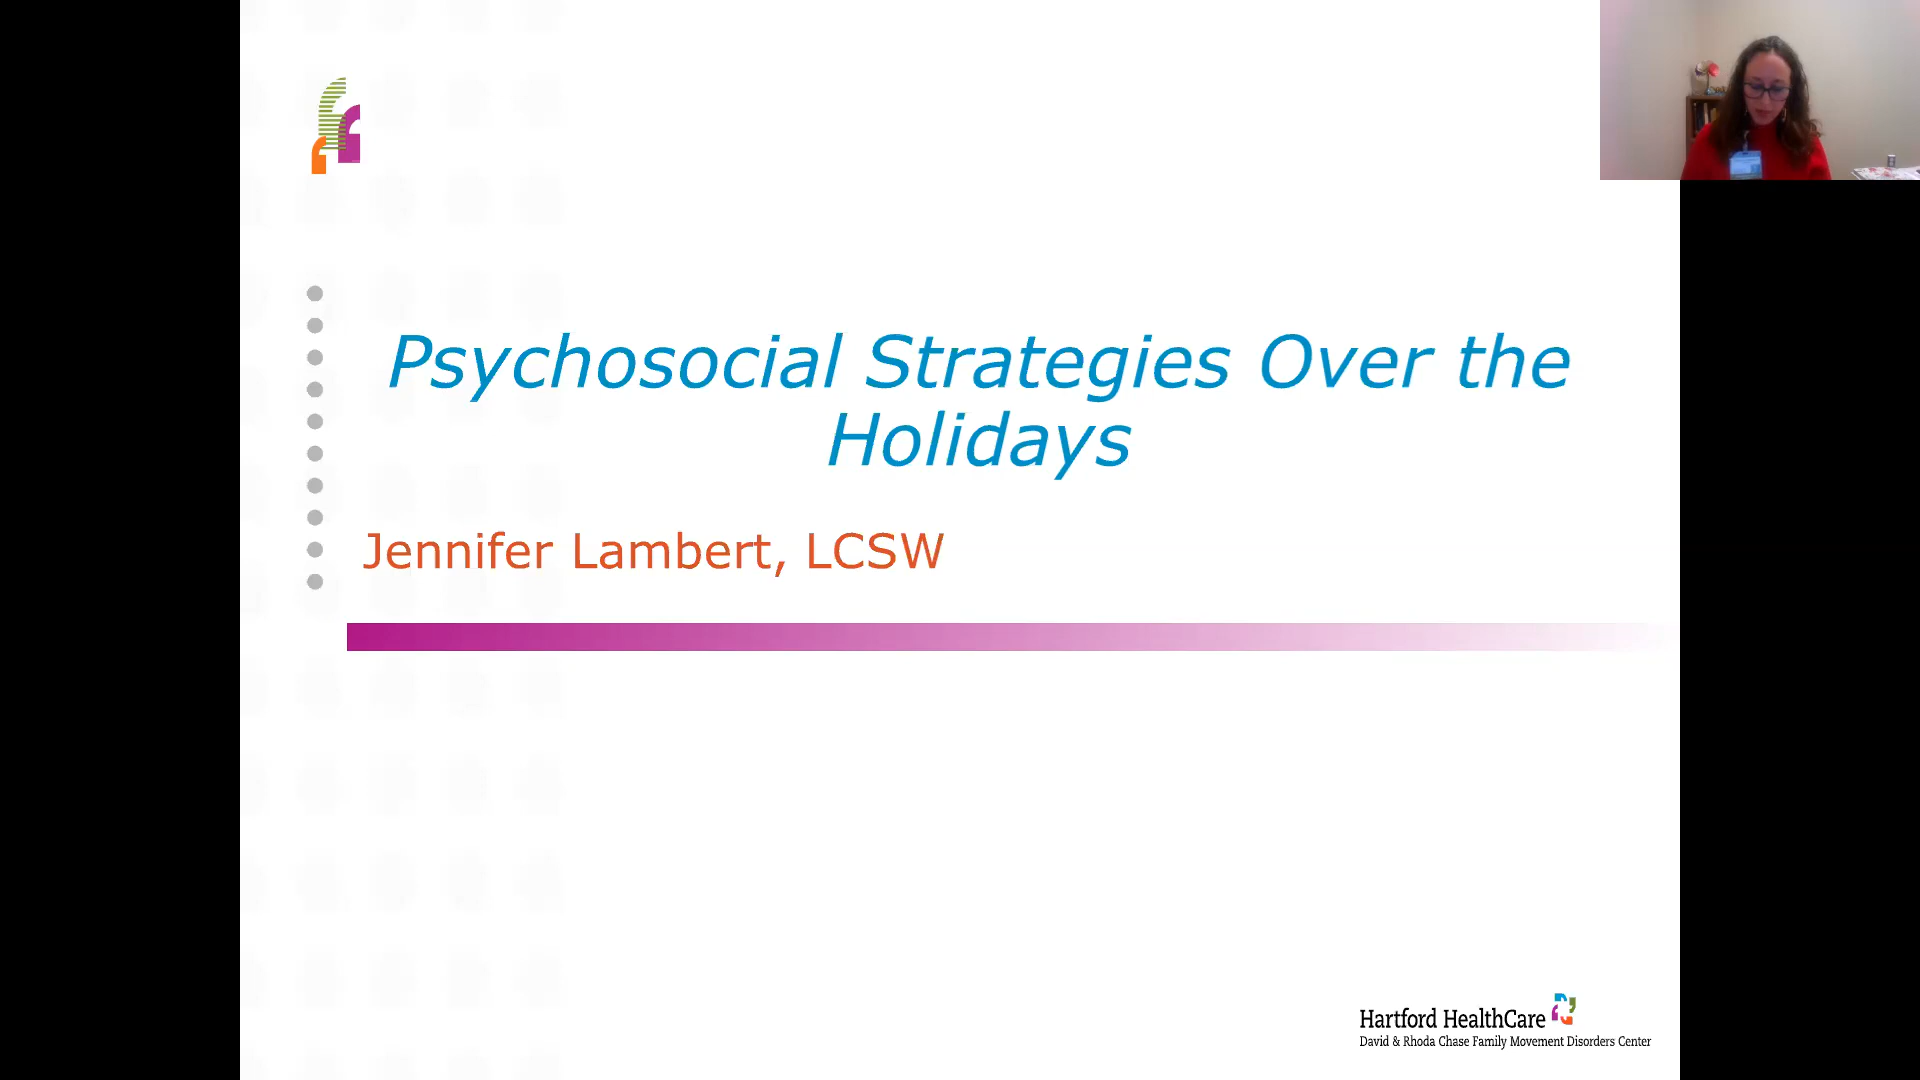 Psychosocial Strategies Over the
Holidays
Jennifer Lambert, LCSW
Hartford HealthCare
David & Rhoda Chase Family Movement Disorders Center